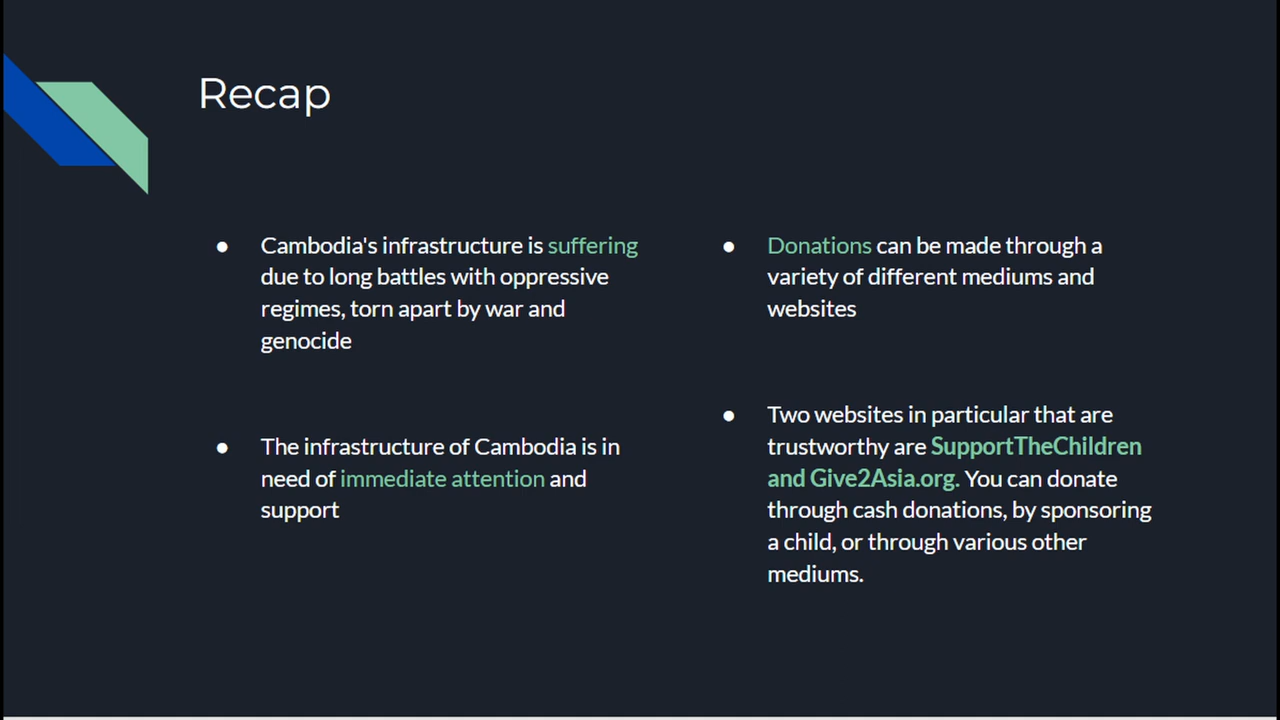 Recap
Cambodia's infrastructure is suffering
due to long battles with oppressive
regimes, torn apart by war and
genocide
The infrastructure of Cambodia is in
need of immediate attention and
support
Donations can be made through a
variety of different mediums and
websites
Two websites in particular that are
trustworthy are SupportTheChildren
and Give2Asia.org. You can donate
through cash donations, by sponsoring
a child, or through various other
mediums.